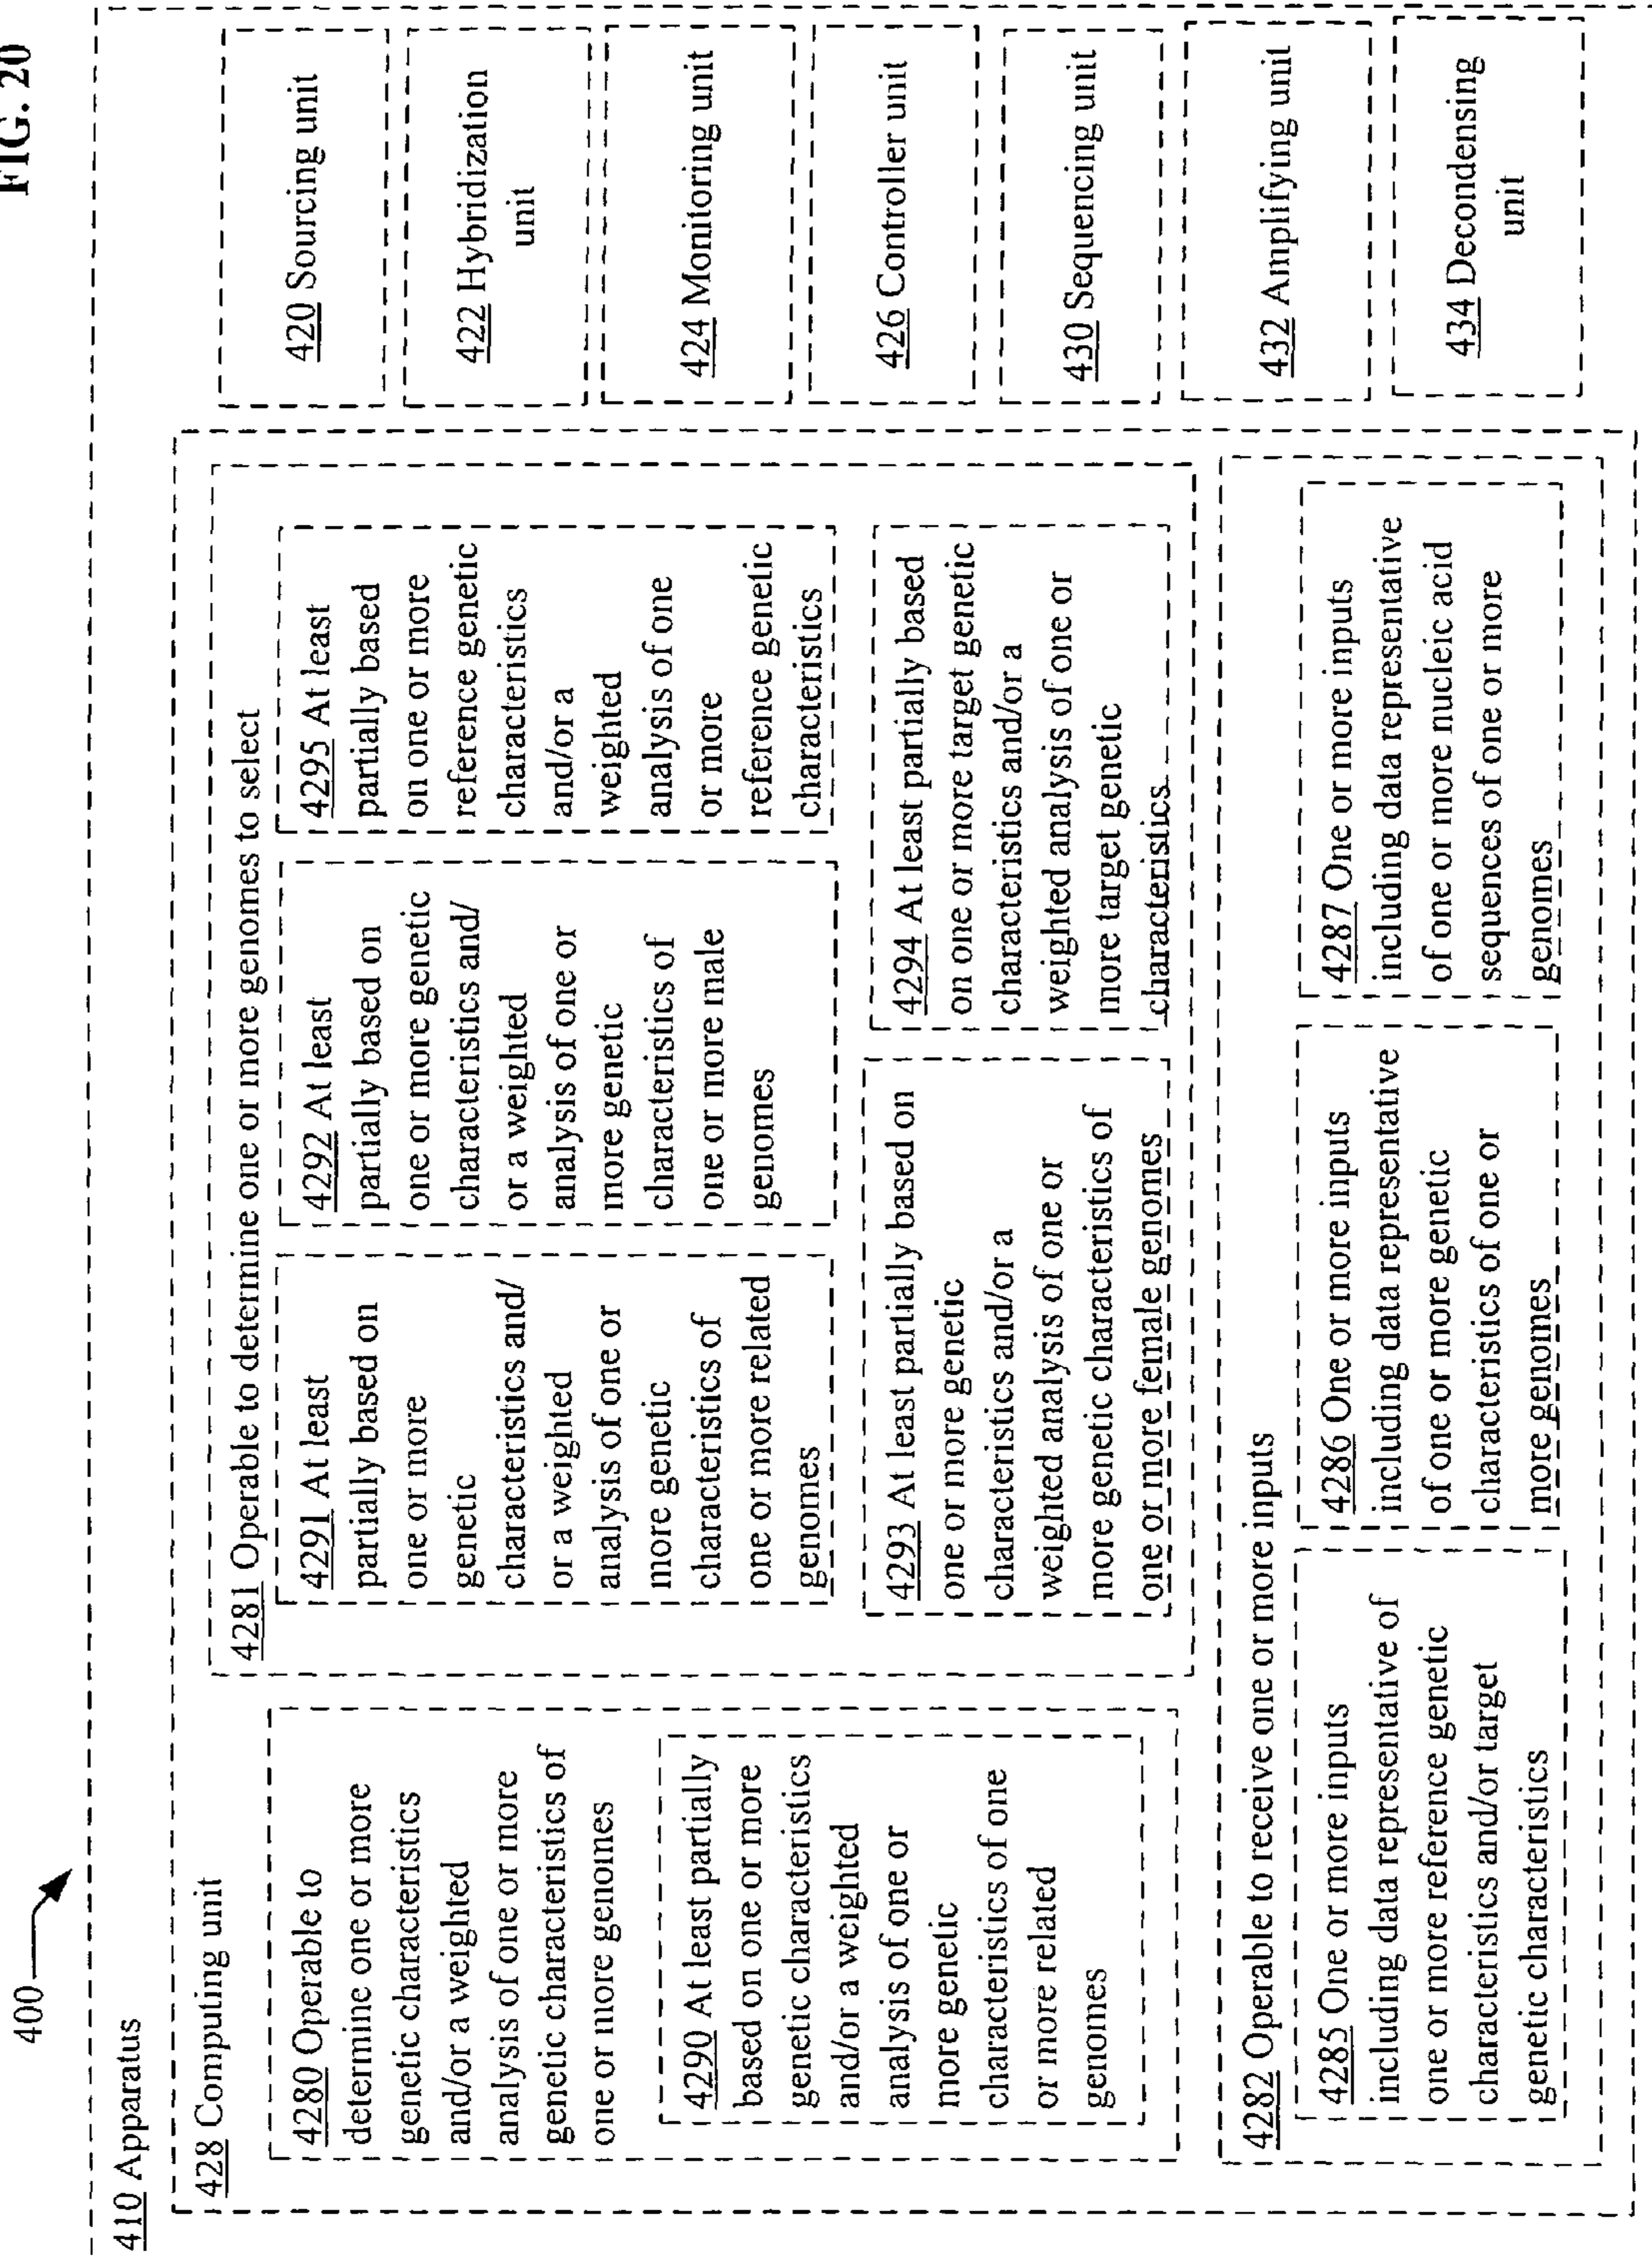 FIG. 20
400
410 Apparatus
428 Computing unit
4280 Operable to
determine one or more
genetic characteristics
and/or a weighted
analysis of one or more
genetic characteristics of
one or more genomes
4290 At least partially
based on one or more
genetic characteristics
and/or a weighted
analysis of one or
more genetic
characteristics of one
or more related
genomes
4281 Operable to determine one or more genomes to select
4291 At least
partially based on
one or more
genetic
characteristics and/
or a weighted
analysis of one or
more genetic
characteristics of
one or more related
genomes
4292 At least
partially based on
one or more genetic
characteristics and/
or a weighted
analysis of one or
more genetic
characteristics of
one or more male
genomes
4295 At least
partially based
on one or more
reference genetic
characteristics
and/or a
weighted
analysis of one
or more
reference genetic
characteristics
4293 At least partially based on
one or more genetic
characteristics and/or a
weighted analysis of one or
more genetic characteristics of
one or more female genomes
4294 At least partially based
on one or more target genetic
characteristics and/or a
weighted analysis of one or
more target genetic
characteristics
4282 Operable to receive one or more inputs
4285 One or more inputs
including data representative of
one or more reference genetic
characteristics and/or target
genetic characteristics
4286 One or more inputs
including data representative
of one or more genetic
characteristics of one or
more genomes
4287 One or more inputs
including data representative
of one or more nucleic acid
sequences of one or more
genomes
420 Sourcing unit
422 Hybridization
unit
424 Monitoring unit
426 Controller unit
430 Sequencing unit
432 Amplifying unit
434 Decondensing
unit